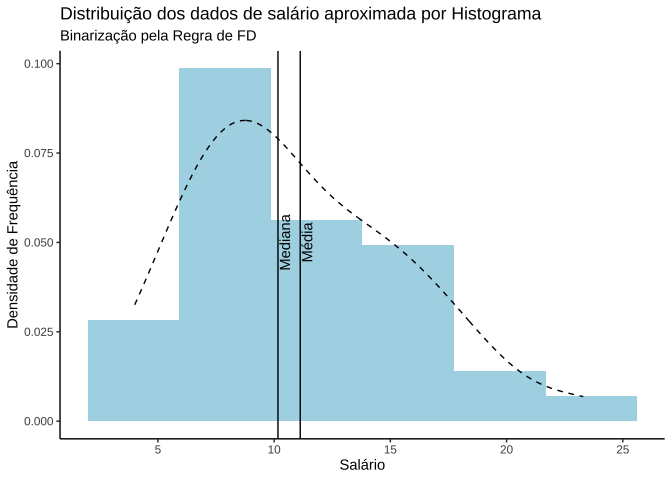 Distribuição dos dados de salário aproximada por Histograma
Binarização pela Regra de FD
Densidade de Frequência
0.100
0.075
0.050
0.025
0.000
Mediana
Média
5
10
15
20
25
Salário